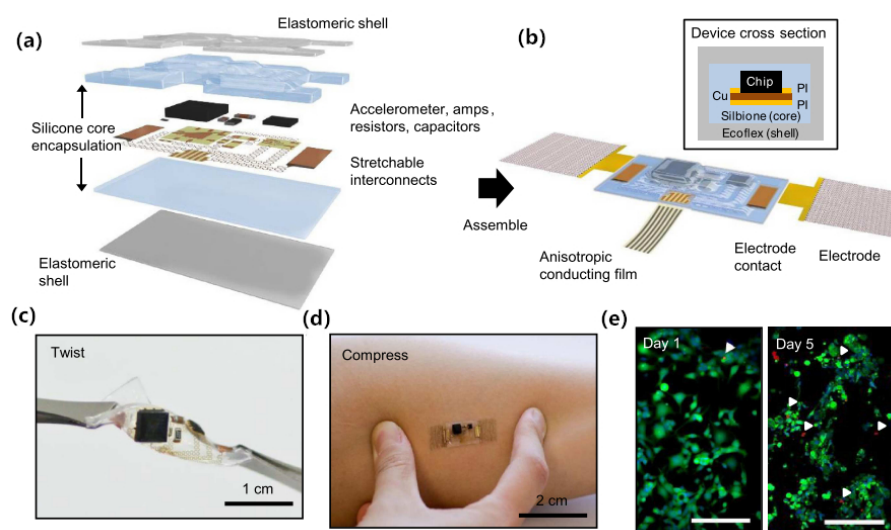 (a)
Elastomeric shell
Silicone core
encapsulation
Accelerometer, amps,
resistors, capacitors
Stretchable
interconnects
Elastomeric
shell
Assemble
(b)
Device cross section
Chip
Cu
PI
PI
Silbione (core)
Ecoflex (shell)
Anisotropic
conducting film
Electrode
contact
Electrode
(c)
Twist
1 cm
(d)
Compress
2 cm
(e)
Day 1
Day 5